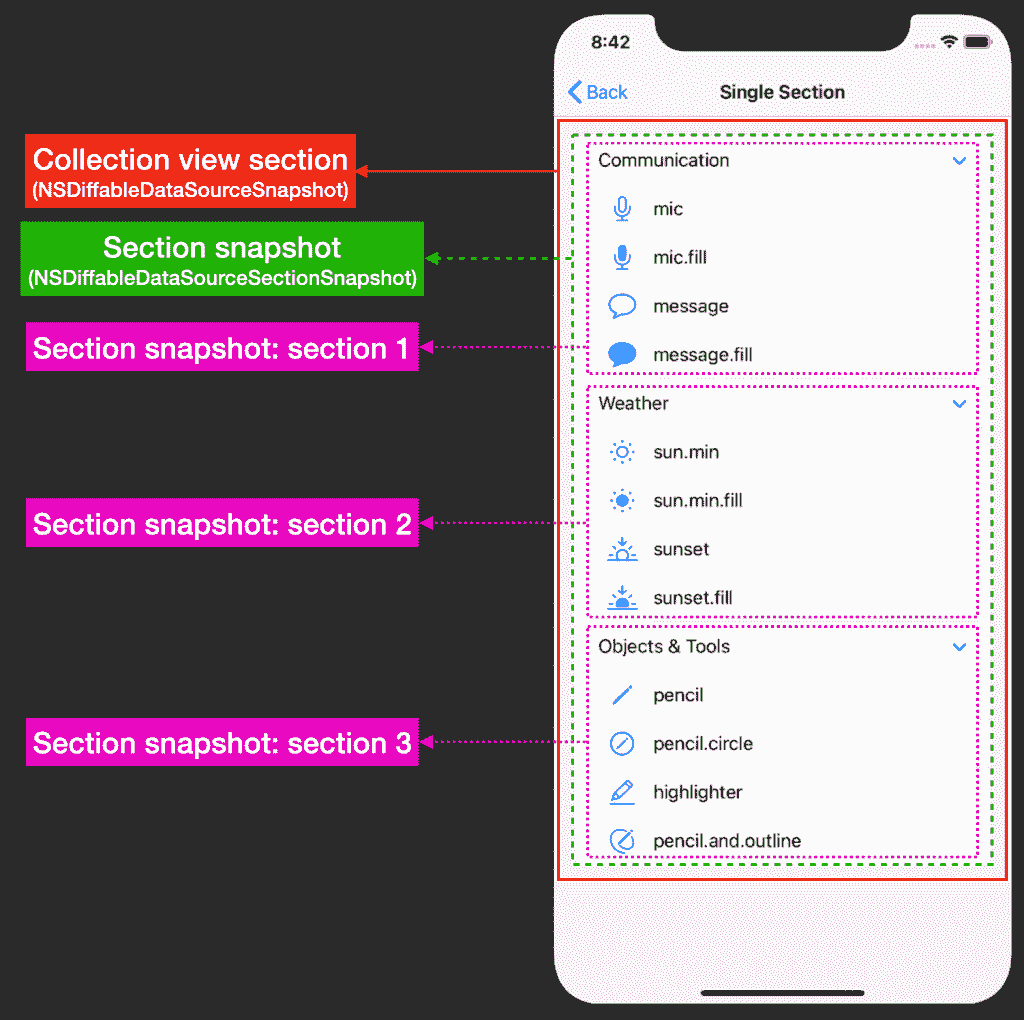 Collection view section
(NSDiffableDataSourceSnapshot)
Section snapshot
(NSDiffableDataSourceSectionSnapshot)
Section snapshot: section 1
Section snapshot: section 2
Section snapshot: section 3
8:42
Back
Single Section
Communication
mic
mic.fill
message
message.fill
Weather
sun.min
sun.min.fill
sunset
sunset.fill
Objects & Tools
pencil
pencil.circle
highlighter
pencil.and.outline